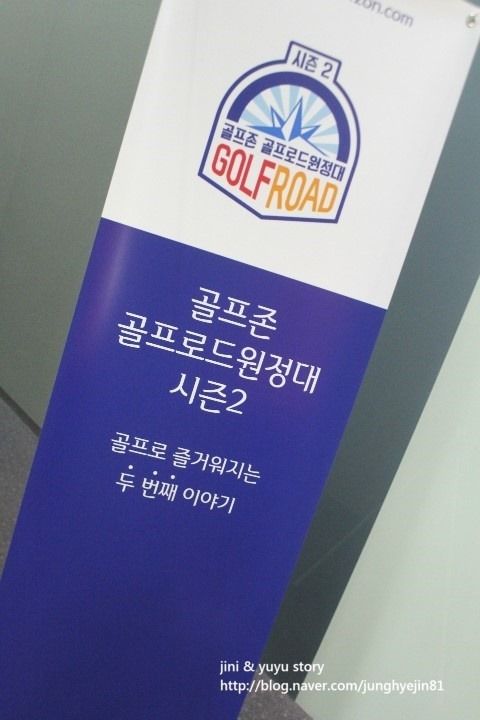 zon.com
시즌 2
골프존 골프로드원정대
GOLFROAD
골프존
골프로드원정대
시즌2
골프로 즐거워지는
두 번째 이야기
jini & yuyu story
http://blog.naver.com/junghyejin81